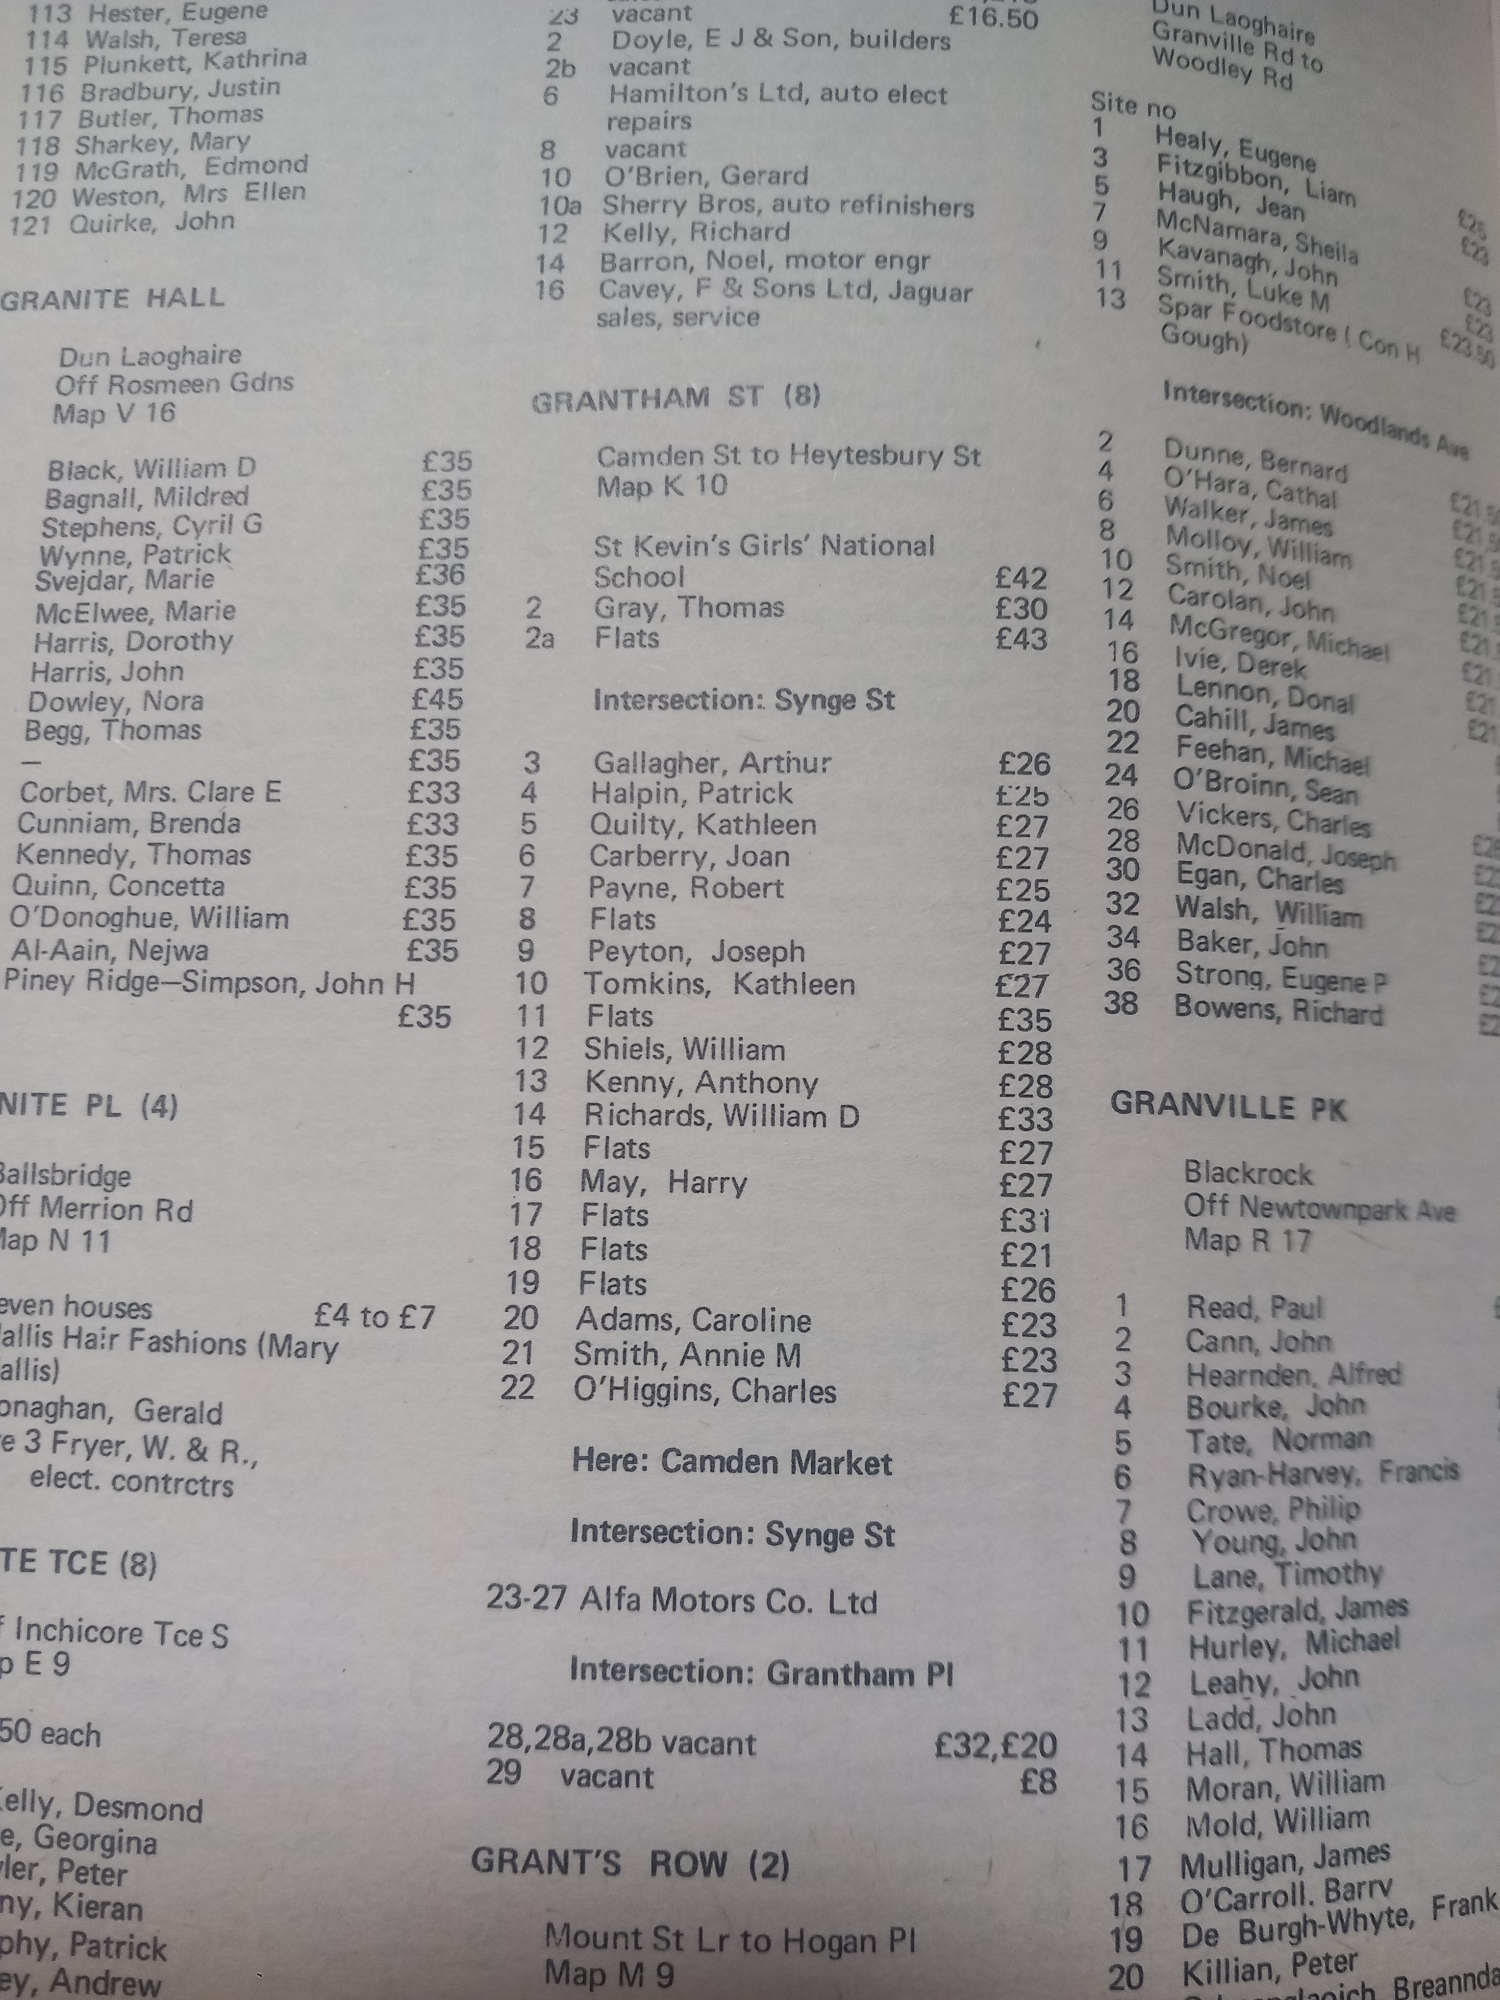 113 Hester, Eugene
114 Walsh, Teresa
115 Plunkett, Kathrina
116 Bradbury, Justin
117 Butler, Thomas
118 Sharkey, Mary
119 McGrath, Edmond
120 Weston, Mrs Ellen
121 Quirke, John
GRANITE HALL
Dun Laoghaire
Off Rosmeen Gdns
Map V 16
Black, William D £35
Bagnall, Mildred £35
Stephens, Cyril G £35
Wynne, Patrick £35
Svejdar, Marie £36
McElwee, Marie £35
Harris, Dorothy £35
Harris, John £35
Dowley, Nora £45
Begg, Thomas £35
— £35
Corbet, Mrs. Clare E £33
Cunniam, Brenda £33
Kennedy, Thomas £35
Quinn, Concetta £35
O'Donoghue, William £35
Al-Aain, Nejwa £35
Piney Ridge—Simpson, John H
£35
NITE PL (4)
Ballsbridge
Off Merrion Rd
Map N 11
even houses £4 to £7
allis Hair Fashions (Mary
allis)
onaghan, Gerald
e 3 Fryer, W. & R.,
elect. contrctrs
TE TCE (8)
f Inchicore Tce S
p E 9
50 each
Kelly, Desmond
e, Georgina
ler, Peter
ny, Kieran
phy, Patrick
ey, Andrew
23 vacant £16.50
2 Doyle, E J & Son, builders
2b vacant
6 Hamilton's Ltd, auto elect
repairs
8 vacant
10 O'Brien, Gerard
10a Sherry Bros, auto refinishers
12 Kelly, Richard
14 Barron, Noel, motor engr
16 Cavey, F & Sons Ltd, Jaguar
sales, service
GRANTHAM ST (8)
Camden St to Heytesbury St
Map K 10
St Kevin's Girls' National
School £42
2 Gray, Thomas £30
2a Flats £43
Intersection: Synge St
3 Gallagher, Arthur £26
4 Halpin, Patrick £25
5 Quilty, Kathleen £27
6 Carberry, Joan £27
7 Payne, Robert £25
8 Flats £24
9 Peyton, Joseph £27
10 Tomkins, Kathleen £27
11 Flats £35
12 Shiels, William £28
13 Kenny, Anthony £28
14 Richards, William D £33
15 Flats £27
16 May, Harry £27
17 Flats £31
18 Flats £21
19 Flats £26
20 Adams, Caroline £23
21 Smith, Annie M £23
22 O'Higgins, Charles £27
Here: Camden Market
Intersection: Synge St
23-27 Alfa Motors Co. Ltd
Intersection: Grantham Pl
28,28a,28b vacant £32,£20
29 vacant £8
GRANT'S ROW (2)
Mount St Lr to Hogan Pl
Map M 9
Dun Laoghaire
Granville Rd to
Woodley Rd
Site no
1 Healy, Eugene
3 Fitzgibbon, Liam £25
5 Haugh, Jean £23
7 McNamara, Sheila
9 Kavanagh, John £23
11 Smith, Luke M £23
13 Spar Foodstore ( Con H £23.50
Gough)
Intersection: Woodlands Ave
2 Dunne, Bernard
4 O'Hara, Cathal
6 Walker, James
8 Molloy, William
10 Smith, Noel
12 Carolan, John
14 McGregor, Michael
16 Ivie, Derek
18 Lennon, Donal
20 Cahill, James
22 Feehan, Michael
24 O'Broinn, Sean
26 Vickers, Charles
28 McDonald, Joseph
30 Egan, Charles
32 Walsh, William
34 Baker, John
36 Strong, Eugene P
38 Bowens, Richard
GRANVILLE PK
Blackrock
Off Newtownpark Ave
Map R 17
1 Read, Paul
2 Cann, John
3 Hearnden, Alfred
4 Bourke, John
5 Tate, Norman
6 Ryan-Harvey, Francis
7 Crowe, Philip
8 Young, John
9 Lane, Timothy
10 Fitzgerald, James
11 Hurley, Michael
12 Leahy, John
13 Ladd, John
14 Hall, Thomas
15 Moran, William
16 Mold, William
17 Mulligan, James
18 O'Carroll. Barry
19 De Burgh-Whyte, Frank
20 Killian, Peter